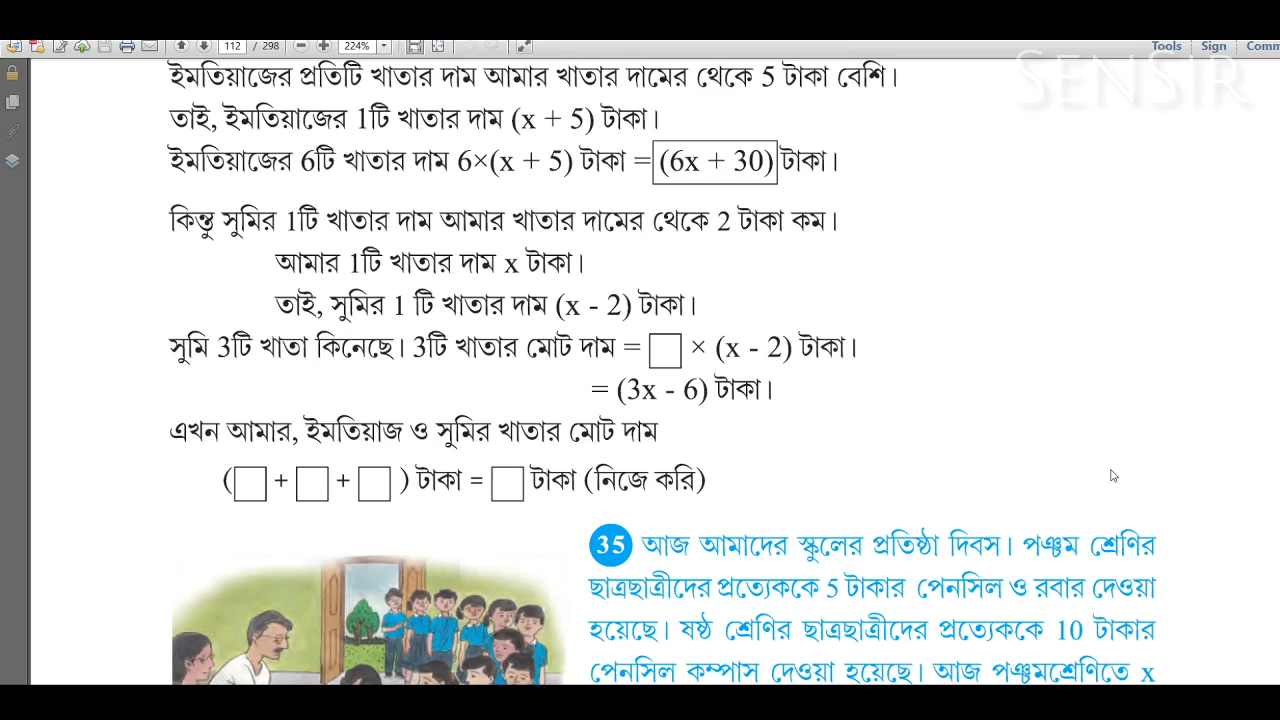 112 / 298 224% Tools Sign Comm
SENSIR
ইমতিয়াজের প্রতিটি খাতার দাম আমার খাতার দামের থেকে 5 টাকা বেশি।
তাই, ইমতিয়াজের 1টি খাতার দাম (x + 5) টাকা।
ইমতিয়াজের 6টি খাতার দাম 6×(x + 5) টাকা = (6x + 30) টাকা।
কিন্তু সুমির 1টি খাতার দাম আমার খাতার দামের থেকে 2 টাকা কম।
আমার 1টি খাতার দাম x টাকা।
তাই, সুমির 1 টি খাতার দাম (x - 2) টাকা।
সুমি 3টি খাতা কিনেছে। 3টি খাতার মোট দাম = □ × (x - 2) টাকা।
= (3x - 6) টাকা।
এখন আমার, ইমতিয়াজ ও সুমির খাতার মোট দাম
(□ + □ + □ ) টাকা = □ টাকা (নিজে করি)
35 আজ আমাদের স্কুলের প্রতিষ্ঠা দিবস। পঞ্চম শ্রেণির
ছাত্রছাত্রীদের প্রত্যেককে 5 টাকার পেনসিল ও রবার দেওয়া
হয়েছে। ষষ্ঠ শ্রেণির ছাত্রছাত্রীদের প্রত্যেককে 10 টাকার
পেনসিল কম্পাস দেওয়া হয়েছে। আজ পঞ্চমশ্রেণিতে x